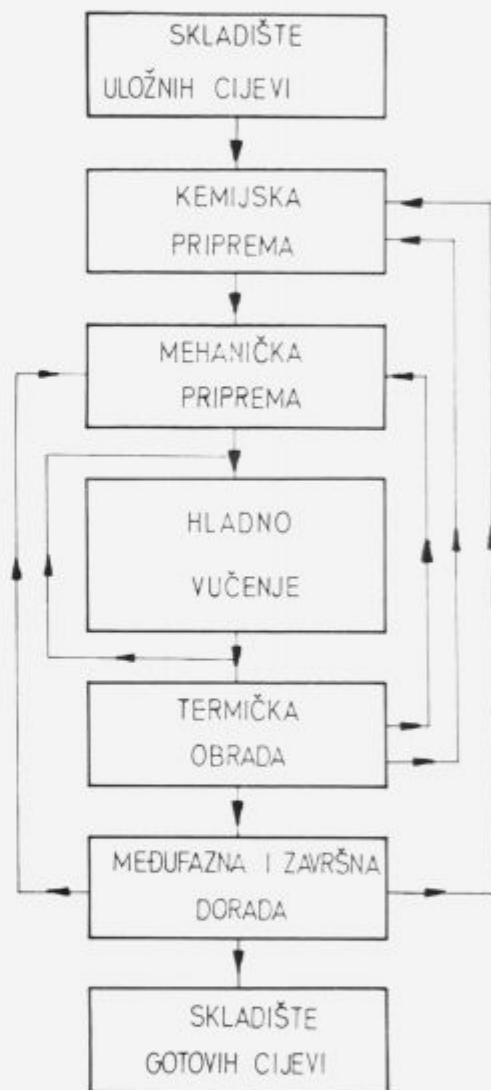 SKLADIŠTE
ULOŽNIH CIJEVI
KEMIJSKA
PRIPREMA
MEHANIČKA
PRIPREMA
HLADNO
VUČENJE
TERMIČKA
OBRADA
MEĐUFAZNA I ZAVRŠNA
DORADA
SKLADIŠTE
GOTOVIH CIJEVI